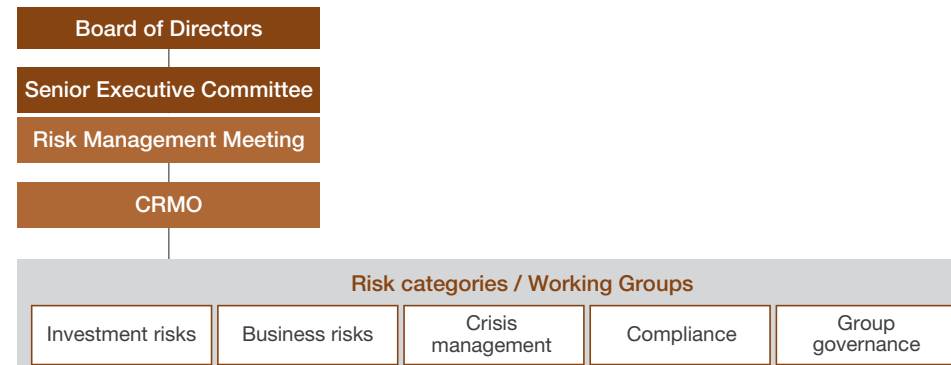 Board of Directors
Senior Executive Committee
Risk Management Meeting
CRMO
Risk categories / Working Groups
Investment risks
Business risks
Crisis
management
Compliance
Group
governance